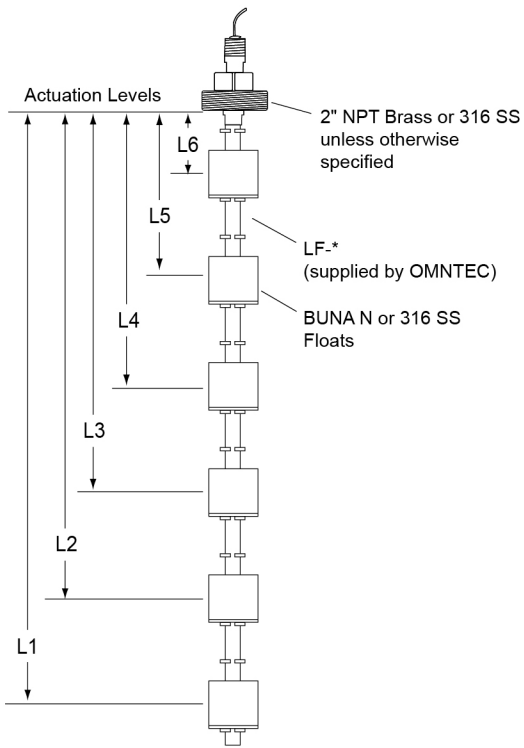 Actuation Levels
2" NPT Brass or 316 SS
unless otherwise
specified
L6
L5
LF-*
(supplied by OMNTEC)
BUNA N or 316 SS
Floats
L4
L3
L2
L1